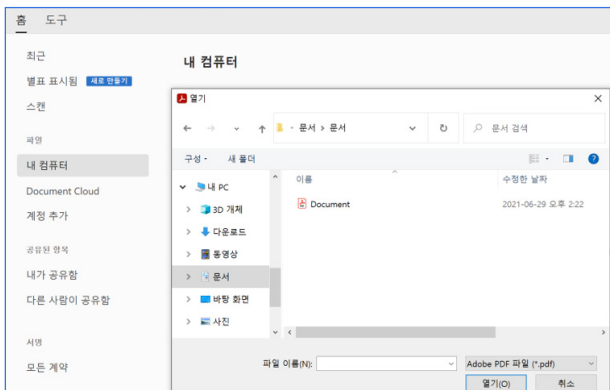 홈 도구
최근
별표 표시됨 새로 만들기
스캔
파일
내 컴퓨터
Document Cloud
계정 추가
공유된 항목
내가 공유함
다른 사람이 공유함
서명
모든 계약
내 컴퓨터
열기
문서 › 문서
문서 검색
구성
새 폴더
내 PC
3D 개체
다운로드
동영상
문서
바탕 화면
사진
이름 수정한 날짜
Document 2021-06-29 오후 2:22
파일 이름(N): Adobe PDF 파일 (*.pdf)
열기(O) 취소